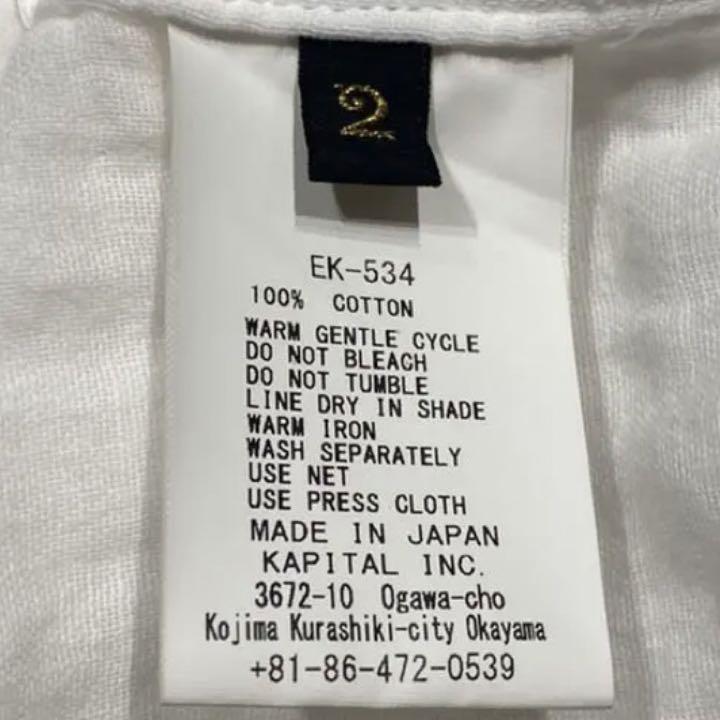 2
EK-534
100% COTTON
WARM GENTLE CYCLE
DO NOT BLEACH
DO NOT TUMBLE
LINE DRY IN SHADE
WARM IRON
WASH SEPARATELY
USE NET
USE PRESS CLOTH
MADE IN JAPAN
KAPITAL INC.
3672-10 Ogawa-cho
Kojima Kurashiki-city Okayama
+81-86-472-0539